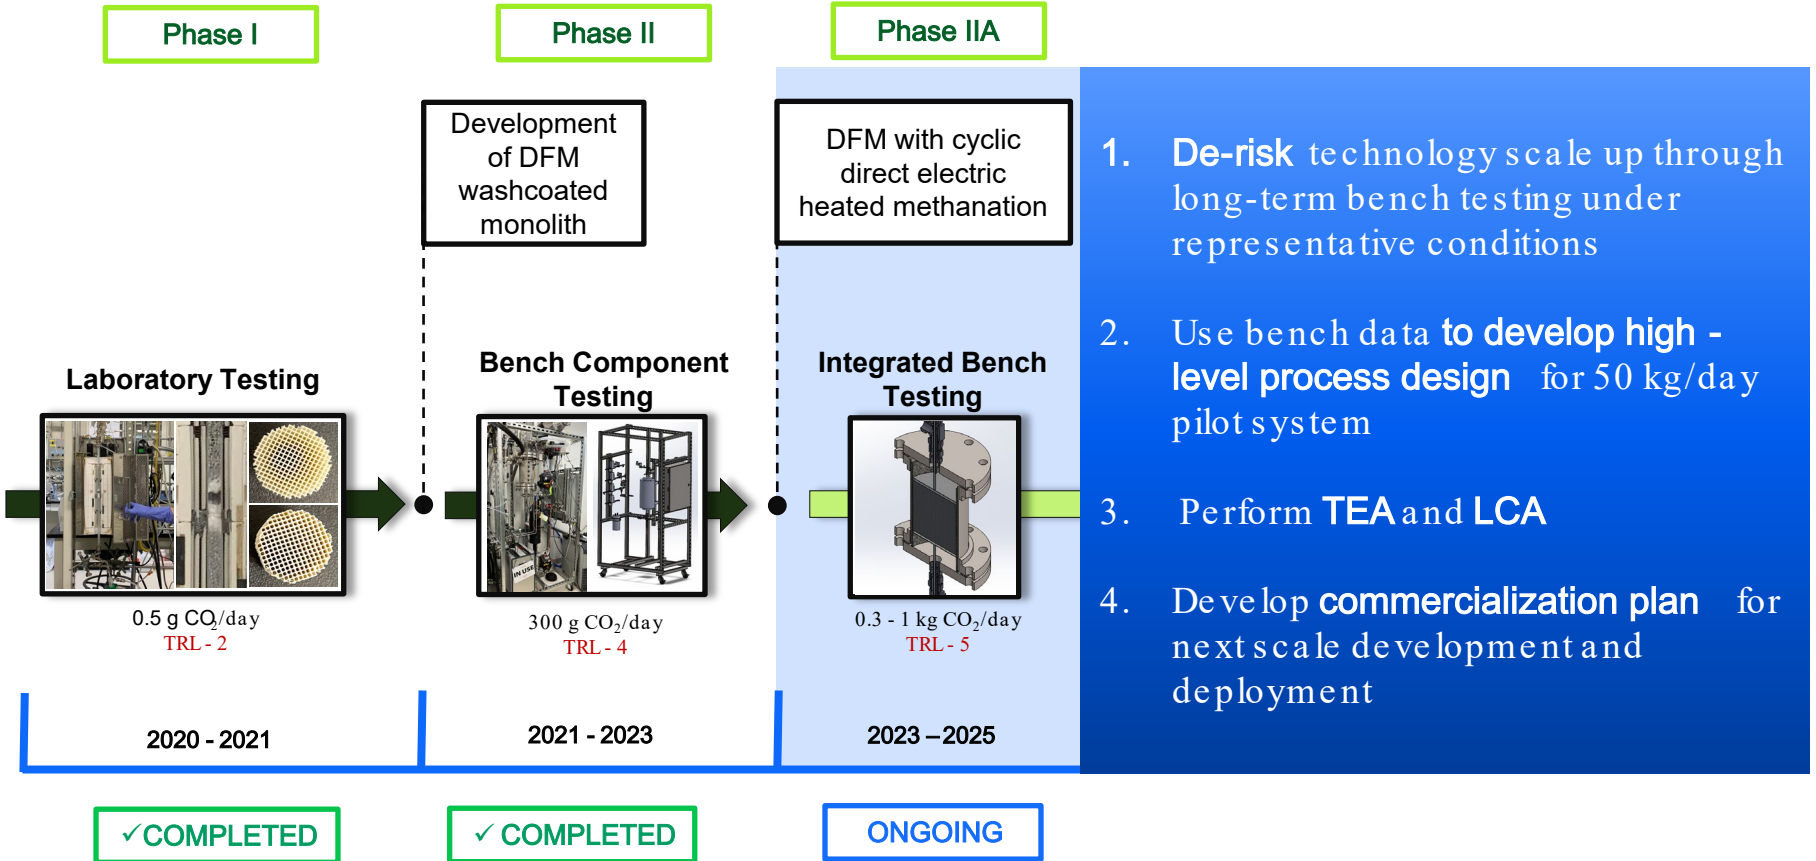 Phase I
Phase II
Phase IIA
Development
of DFM
washcoated
monolith
DFM with cyclic
direct electric
heated methanation
Laboratory Testing
Bench Component
Testing
Integrated Bench
Testing
IN USE
0.5 g CO2/day
TRL - 2
300 g CO2/day
TRL - 4
0.3 - 1 kg CO2/day
TRL - 5
2020 - 2021
2021 - 2023
2023 – 2025
✓COMPLETED
✓ COMPLETED
ONGOING
1. De-risk technology scale up through
long-term bench testing under
representative conditions
2. Use bench data to develop high -
level process design for 50 kg/day
pilot system
3. Perform TEA and LCA
4. Develop commercialization plan for
next scale development and
deployment